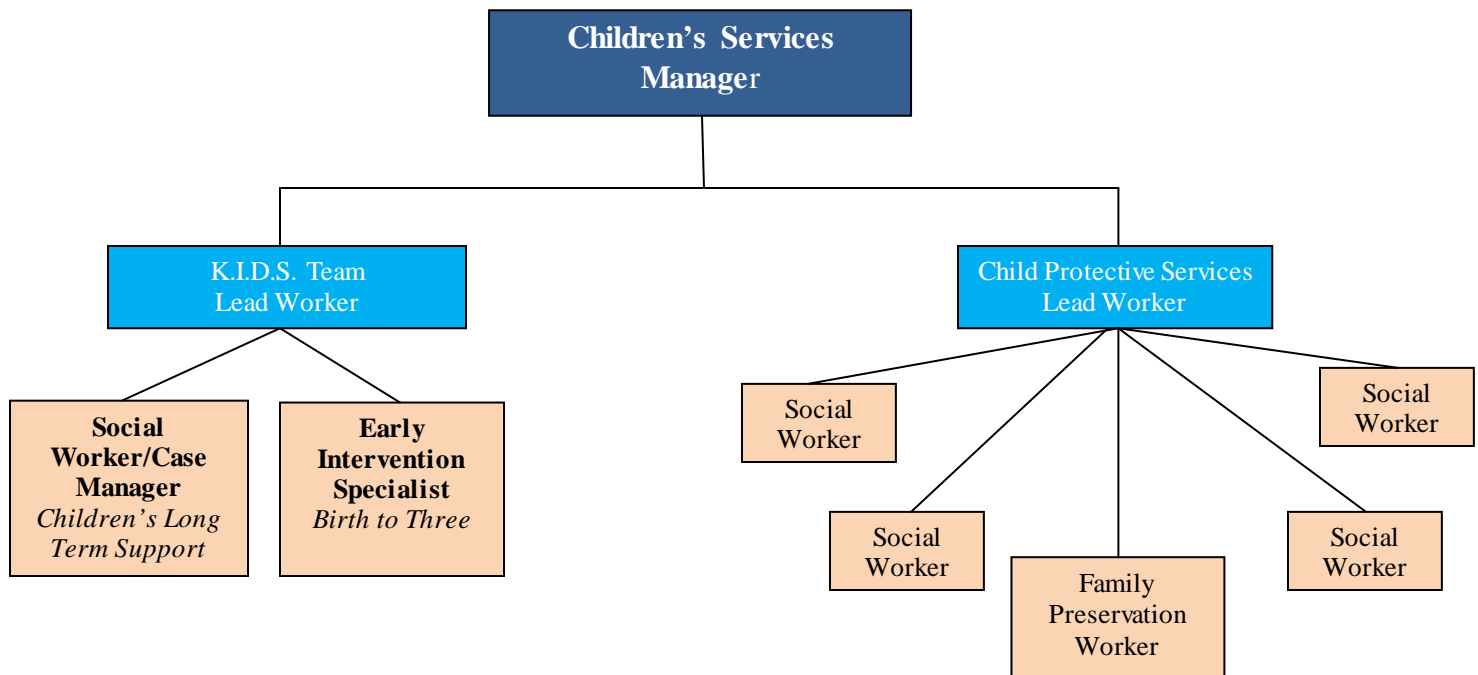 Children’s Services
Manager
K.I.D.S. Team
Lead Worker
Child Protective Services
Lead Worker
Social
Worker/Case
Manager
Children’s Long
Term Support
Early
Intervention
Specialist
Birth to Three
Social
Worker
Social
Worker
Family
Preservation
Worker
Social
Worker
Social
Worker